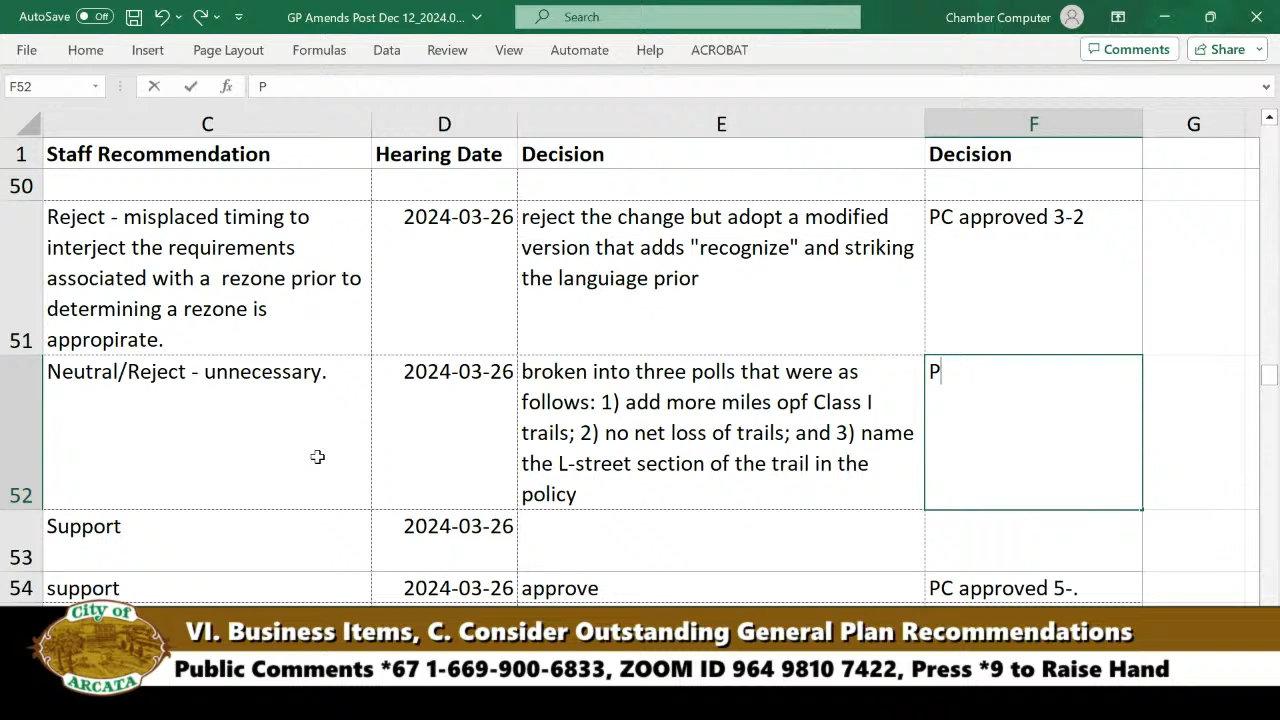 AutoSave Off GP Amends Post Dec 12_2024.0... Search Chamber Computer
File Home Insert Page Layout Formulas Data Review View Automate Help ACROBAT Comments Share
F52 fx P
C D E F G
1 Staff Recommendation Hearing Date Decision Decision
50
Reject - misplaced timing to 2024-03-26 reject the change but adopt a modified PC approved 3-2
interject the requirements version that adds "recognize" and striking
associated with a rezone prior to the languiage prior
determining a rezone is
51 appropirate.
Neutral/Reject - unnecessary. 2024-03-26 broken into three polls that were as P
follows: 1) add more miles opf Class I
trails; 2) no net loss of trails; and 3) name
the L-street section of the trail in the
52 policy
Support 2024-03-26
53
54 support 2024-03-26 approve PC approved 5-.
City of
ARCATA
VI. Business Items, C. Consider Outstanding General Plan Recommendations
Public Comments *67 1-669-900-6833, ZOOM ID 964 9810 7422, Press *9 to Raise Hand